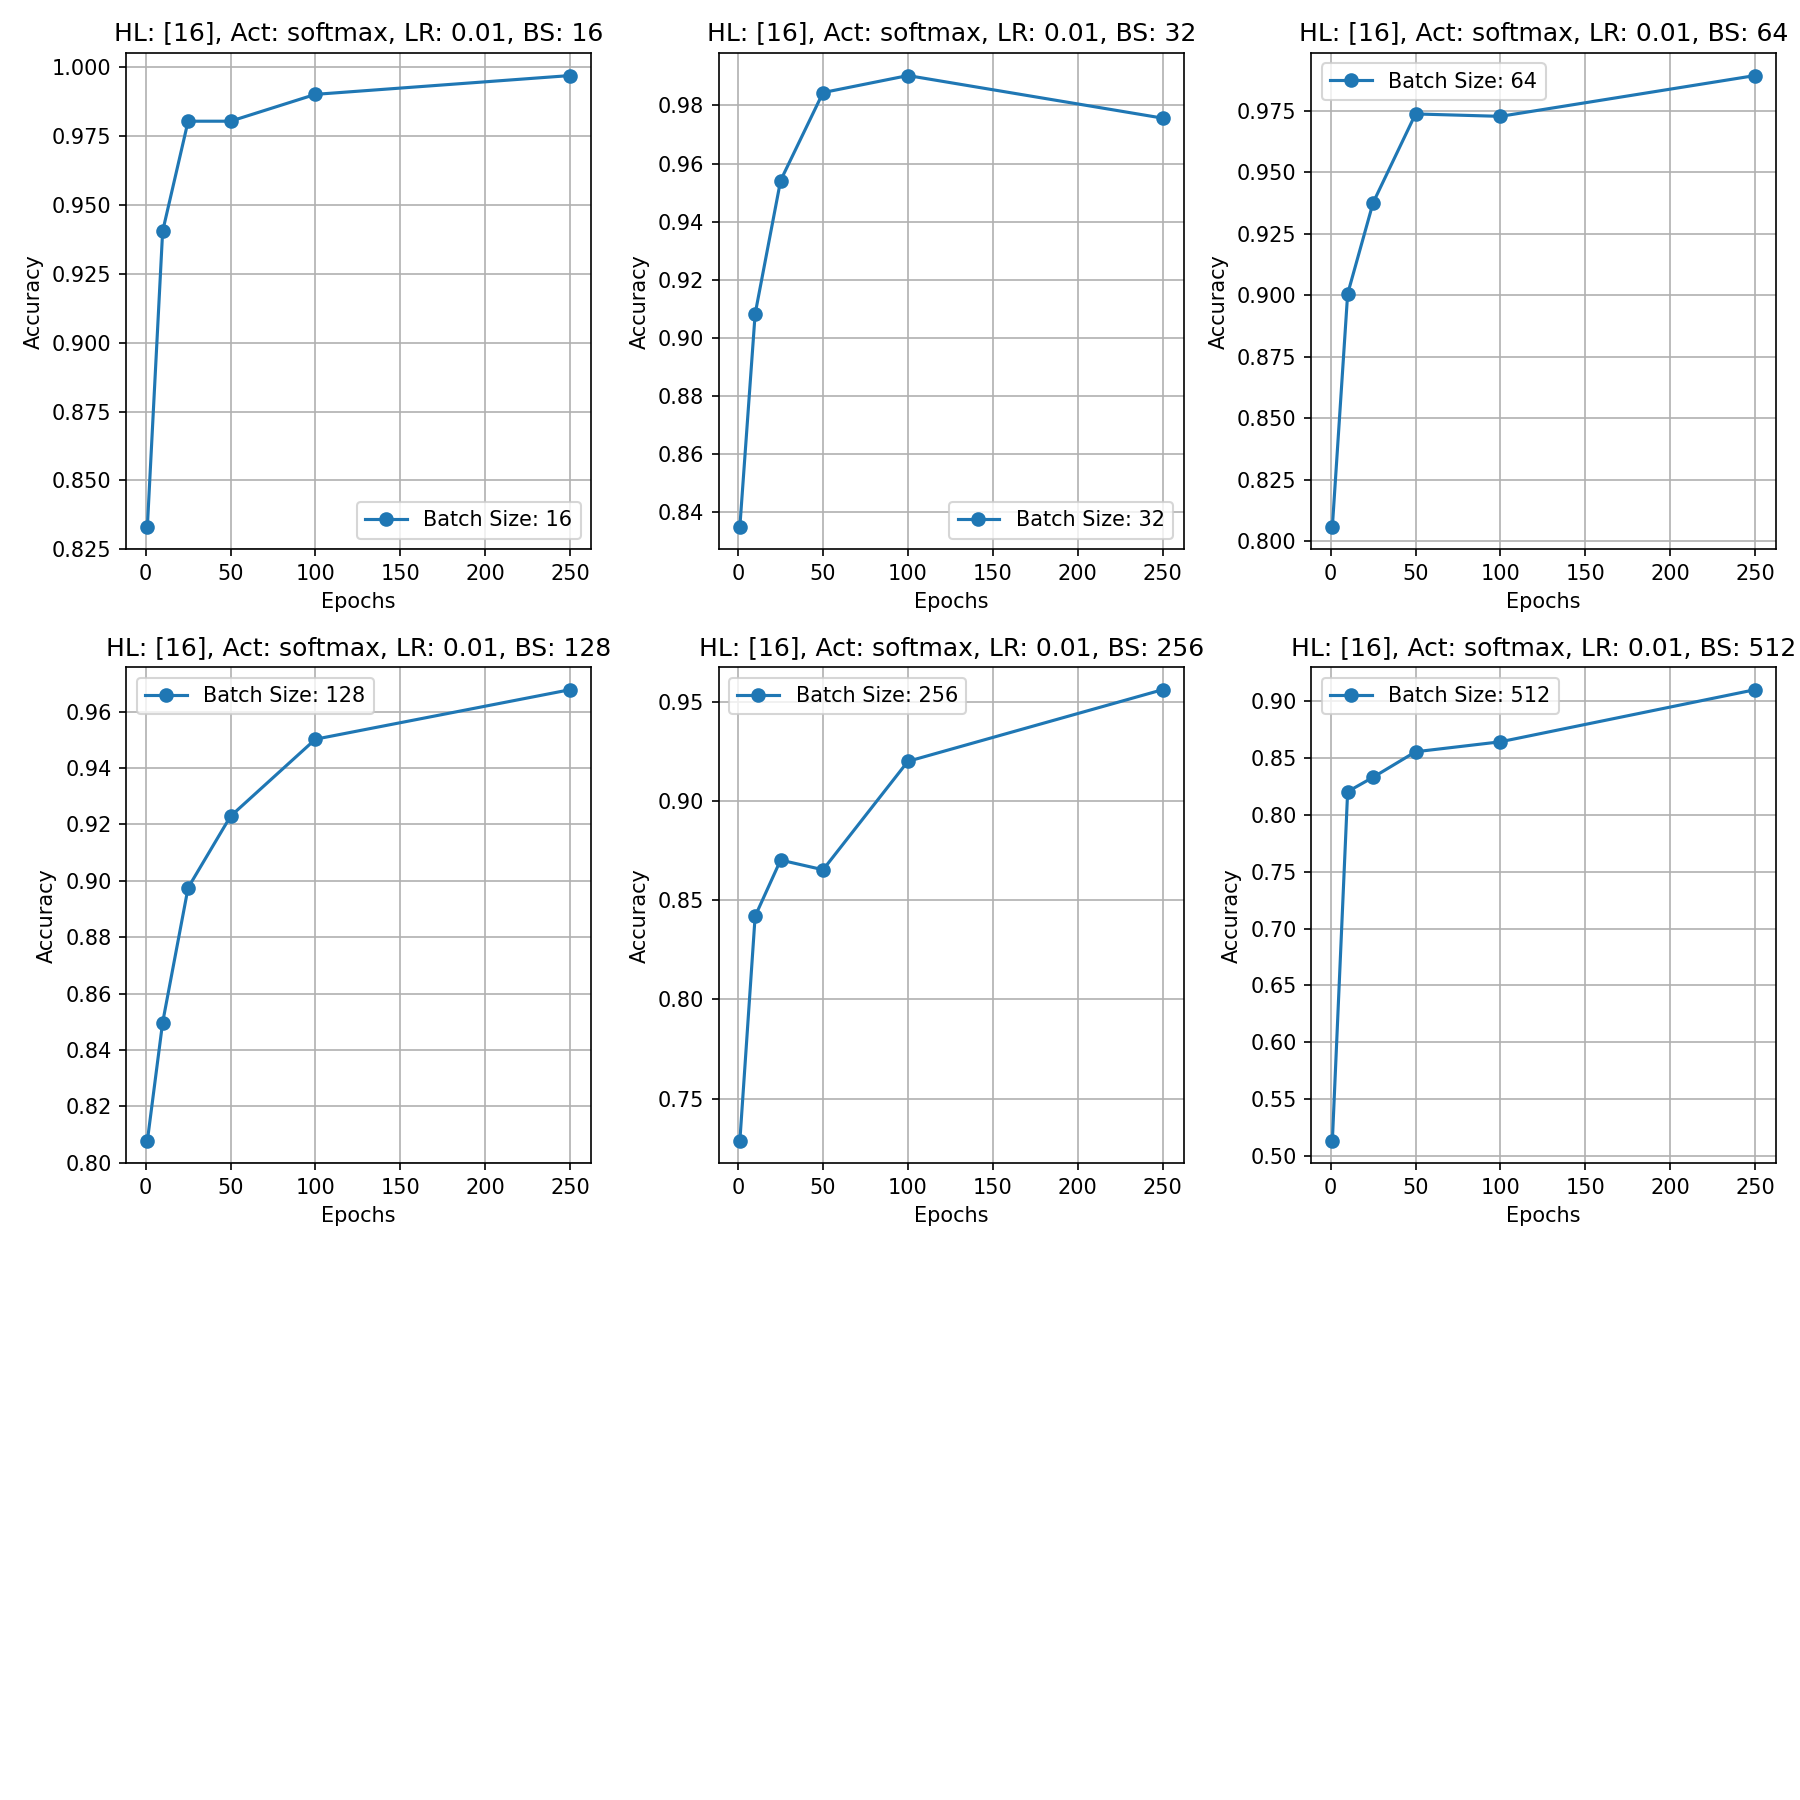 HL: [16], Act: softmax, LR: 0.01, BS: 16
1.000
0.975
0.950
0.925
0.900
0.875
0.850
0.825
Accuracy
Batch Size: 16
0 50 100 150 200 250
Epochs
HL: [16], Act: softmax, LR: 0.01, BS: 32
0.98
0.96
0.94
0.92
0.90
0.88
0.86
0.84
Accuracy
Batch Size: 32
0 50 100 150 200 250
Epochs
HL: [16], Act: softmax, LR: 0.01, BS: 64
Batch Size: 64
0.975
0.950
0.925
0.900
0.875
0.850
0.825
0.800
Accuracy
0 50 100 150 200 250
Epochs
HL: [16], Act: softmax, LR: 0.01, BS: 128
Batch Size: 128
0.96
0.94
0.92
0.90
0.88
0.86
0.84
0.82
0.80
Accuracy
0 50 100 150 200 250
Epochs
HL: [16], Act: softmax, LR: 0.01, BS: 256
Batch Size: 256
0.95
0.90
0.85
0.80
0.75
Accuracy
0 50 100 150 200 250
Epochs
HL: [16], Act: softmax, LR: 0.01, BS: 512
Batch Size: 512
0.90
0.85
0.80
0.75
0.70
0.65
0.60
0.55
0.50
Accuracy
0 50 100 150 200 250
Epochs